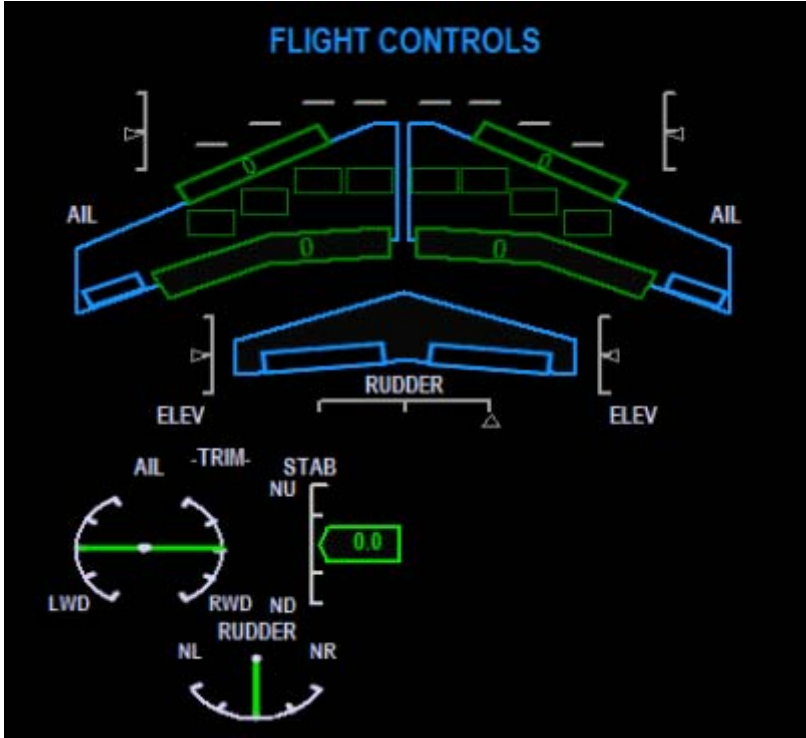 FLIGHT CONTROLS
0 0
AIL AIL
0 0
RUDDER
ELEV ELEV
AIL -TRIM- STAB
NU
0.0
LWD RWD ND
RUDDER
NL NR